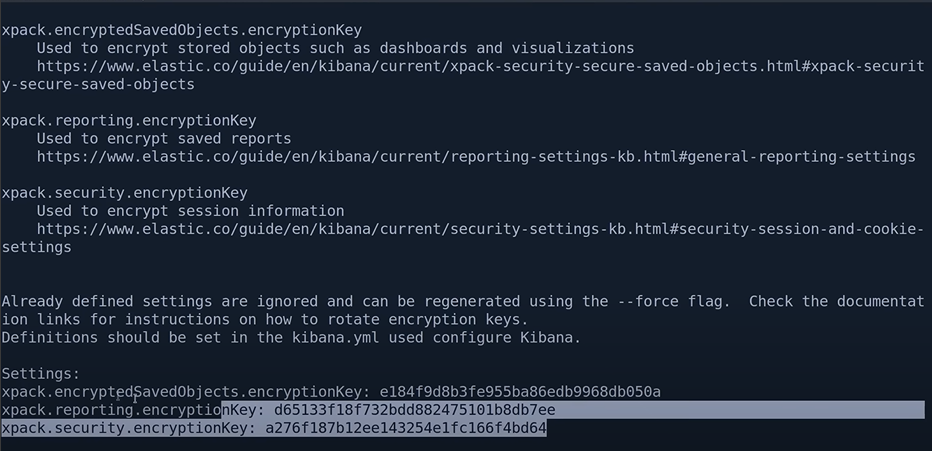 xpack.encryptedSavedObjects.encryptionKey
    Used to encrypt stored objects such as dashboards and visualizations
    https://www.elastic.co/guide/en/kibana/current/xpack-security-secure-saved-objects.html#xpack-securit
y-secure-saved-objects
xpack.reporting.encryptionKey
    Used to encrypt saved reports
    https://www.elastic.co/guide/en/kibana/current/reporting-settings-kb.html#general-reporting-settings
xpack.security.encryptionKey
    Used to encrypt session information
    https://www.elastic.co/guide/en/kibana/current/security-settings-kb.html#security-session-and-cookie-
settings
Already defined settings are ignored and can be regenerated using the --force flag.  Check the documentat
ion links for instructions on how to rotate encryption keys.
Definitions should be set in the kibana.yml used configure Kibana.
Settings:
xpack.encryptedSavedObjects.encryptionKey: e184f9d8b3fe955ba86edb9968db050a
xpack.reporting.encryptionKey: d65133f18f732bdd882475101b8db7ee
xpack.security.encryptionKey: a276f187b12ee143254e1fc166f4bd64